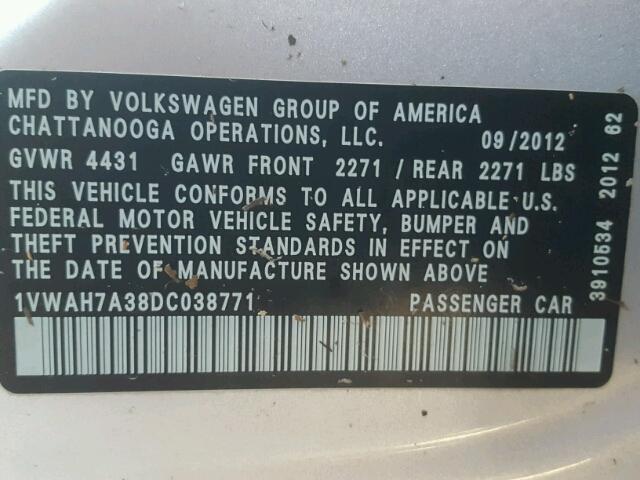 MFD BY VOLKSWAGEN GROUP OF AMERICA
CHATTANOOGA OPERATIONS, LLC. 09/2012
GVWR 4431 GAWR FRONT 2271 / REAR 2271 LBS
THIS VEHICLE CONFORMS TO ALL APPLICABLE U.S.
FEDERAL MOTOR VEHICLE SAFETY, BUMPER AND
THEFT PREVENTION STANDARDS IN EFFECT ON
THE DATE OF MANUFACTURE SHOWN ABOVE
1VWAH7A38DC038771 PASSENGER CAR
3910634 2012 62